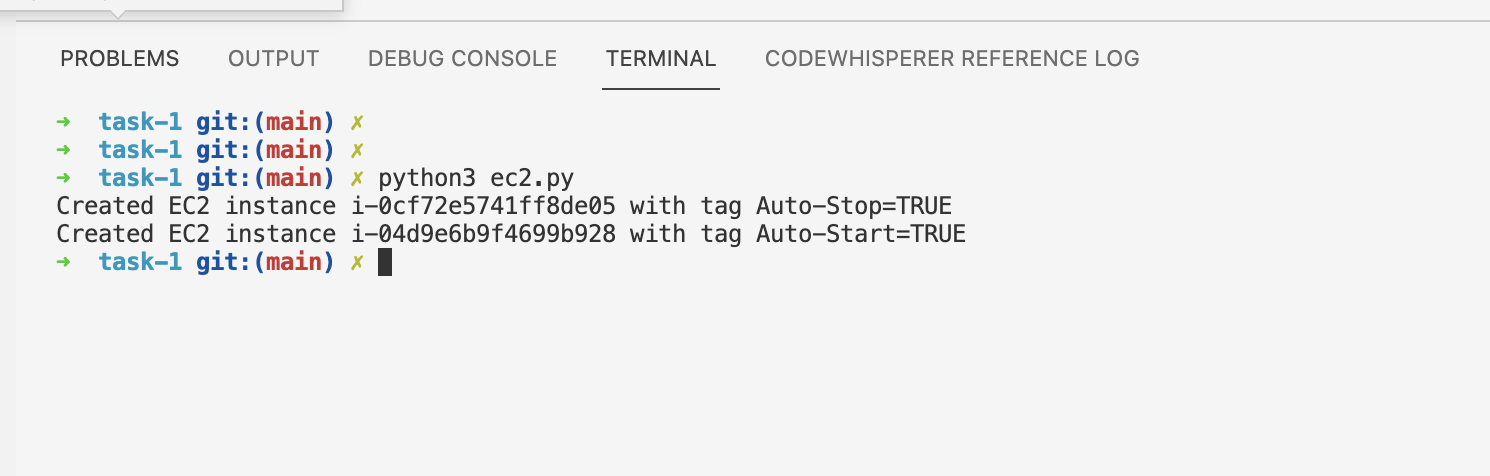 PROBLEMS OUTPUT DEBUG CONSOLE TERMINAL CODEWHISPERER REFERENCE LOG
➜ task-1 git:(main) ✗
➜ task-1 git:(main) ✗
➜ task-1 git:(main) ✗ python3 ec2.py
Created EC2 instance i-0cf72e5741ff8de05 with tag Auto-Stop=TRUE
Created EC2 instance i-04d9e6b9f4699b928 with tag Auto-Start=TRUE
➜ task-1 git:(main) ✗